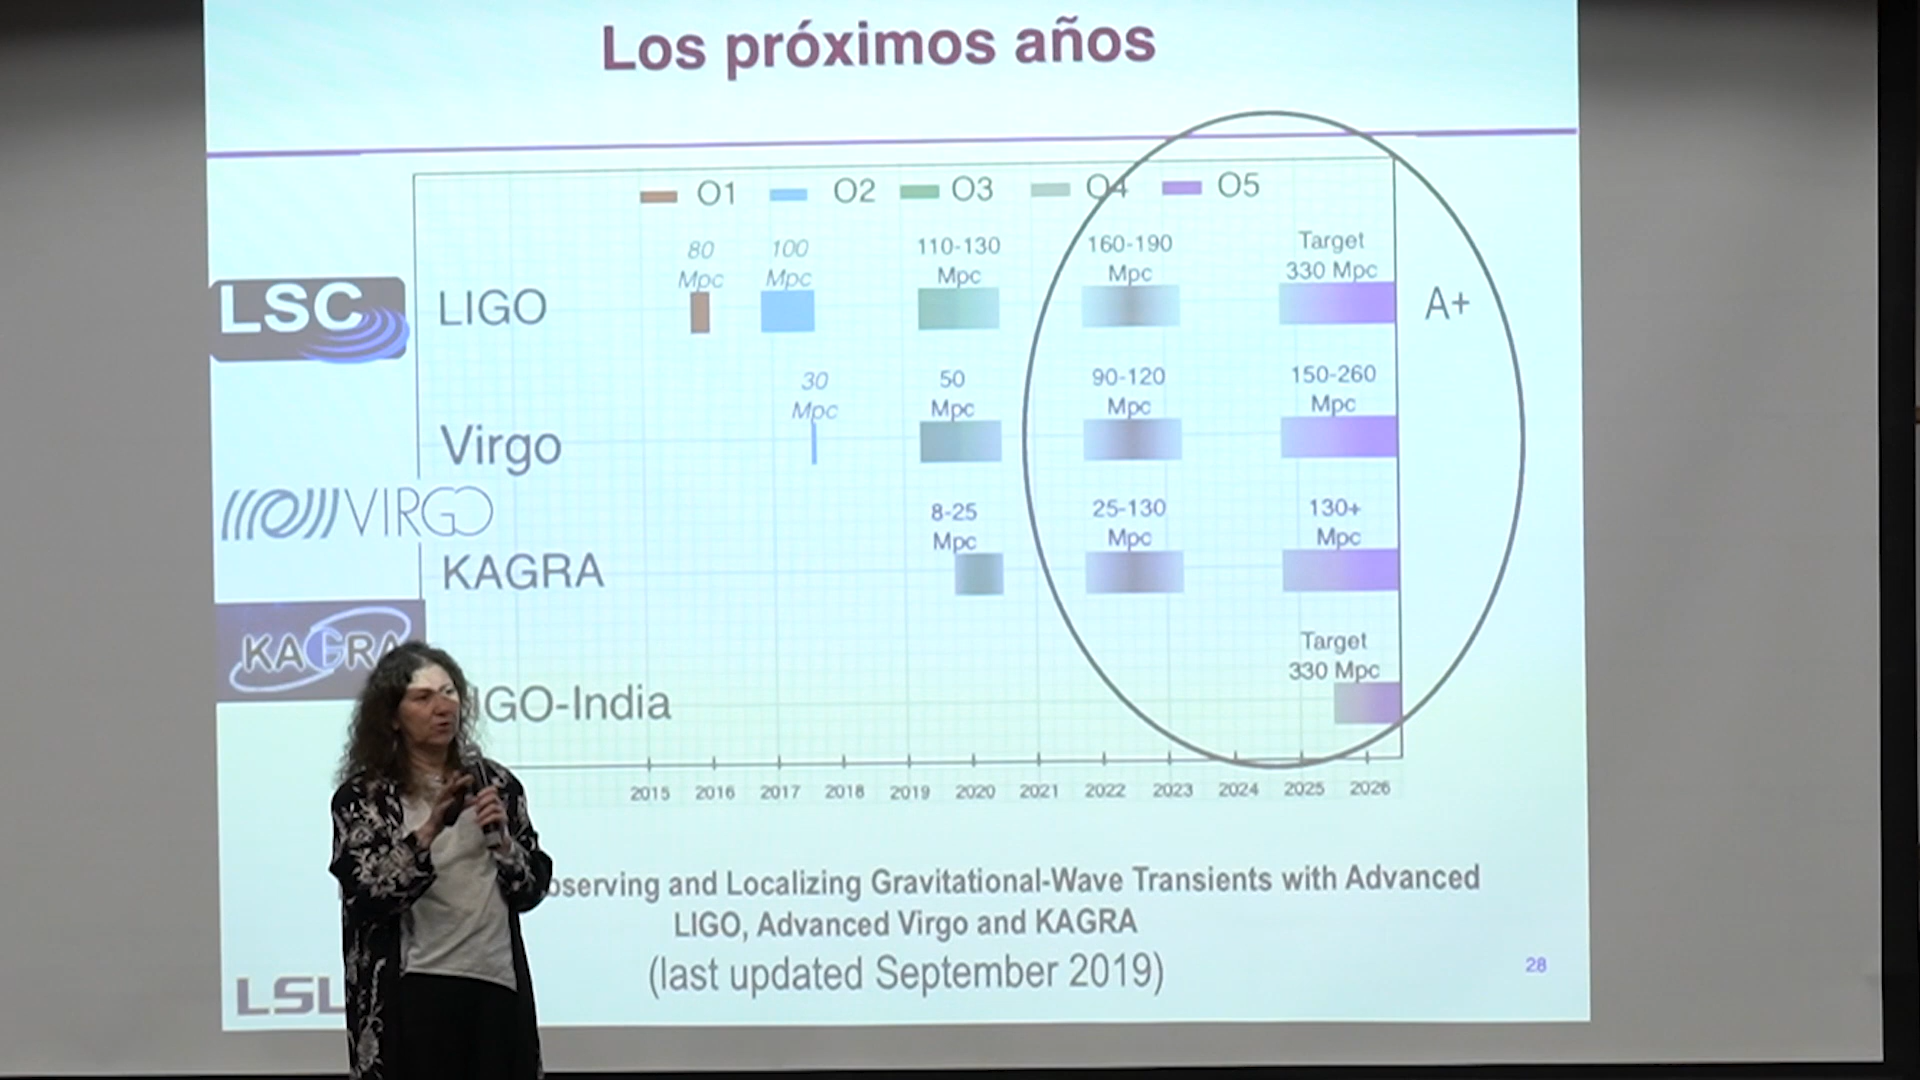 Los próximos años
O1 O2 O3 O4 O5
80 100 110-130 160-190 Target
Mpc Mpc Mpc Mpc 330 Mpc
LSC LIGO A+
30 50 90-120 150-260
Mpc Mpc Mpc Mpc
Virgo
VIRGO
8-25 25-130 130+
Mpc Mpc Mpc
KAGRA
KAGRA
Target
330 Mpc
IGO-India
2015 2016 2017 2018 2019 2020 2021 2022 2023 2024 2025 2026
bserving and Localizing Gravitational-Wave Transients with Advanced
LIGO, Advanced Virgo and KAGRA
(last updated September 2019)
28
LSU